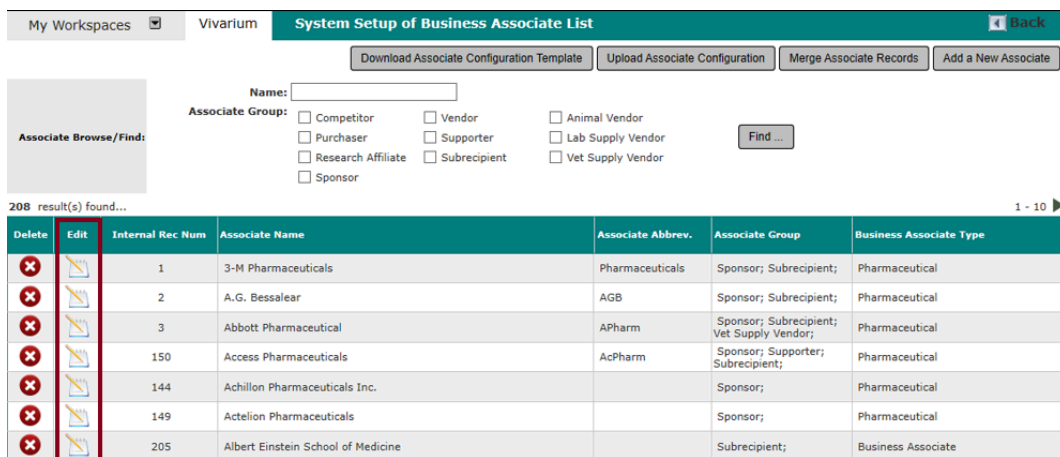 My Workspaces Vivarium System Setup of Business Associate List Back
Download Associate Configuration Template Upload Associate Configuration Merge Associate Records Add a New Associate
Name:
Associate Group:
Competitor Vendor Animal Vendor
Associate Browse/Find: Purchaser Supporter Lab Supply Vendor Find ...
Research Affiliate Subrecipient Vet Supply Vendor
Sponsor
208 result(s) found... 1 - 10
Delete Edit Internal Rec Num Associate Name Associate Abbrev. Associate Group Business Associate Type
1 3-M Pharmaceuticals Pharmaceuticals Sponsor; Subrecipient; Pharmaceutical
2 A.G. Bessalear AGB Sponsor; Subrecipient; Pharmaceutical
3 Abbott Pharmaceutical APharm Sponsor; Subrecipient; Pharmaceutical
Vet Supply Vendor;
150 Access Pharmaceuticals AcPharm Sponsor; Supporter; Pharmaceutical
Subrecipient;
144 Achillon Pharmaceuticals Inc. Sponsor; Pharmaceutical
149 Actelion Pharmaceuticals Sponsor; Pharmaceutical
205 Albert Einstein School of Medicine Subrecipient; Business Associate